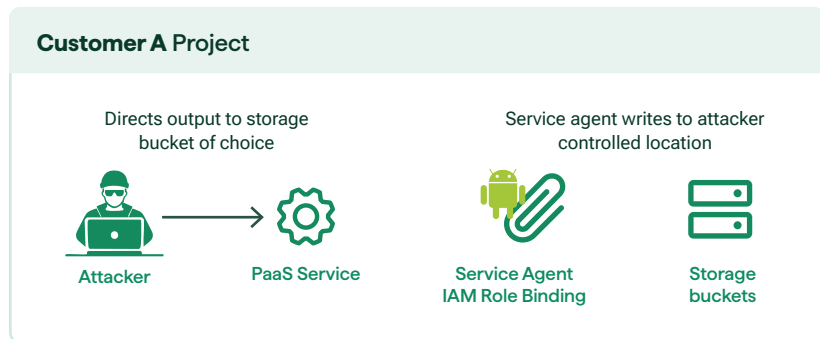 Customer A Project
Directs output to storage
bucket of choice
Service agent writes to attacker
controlled location
Attacker
PaaS Service
Service Agent
IAM Role Binding
Storage
buckets